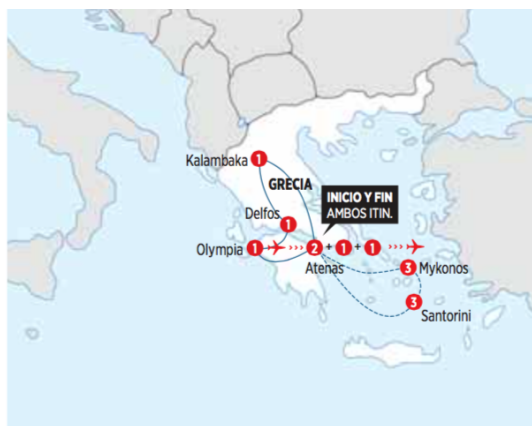 Kalambaka 1
GRECIA
INICIO Y FIN
AMBOS ITIN.
Delfos 1
Olympia 1
2 + 1 + 1
Atenas
3 Mykonos
3
Santorini